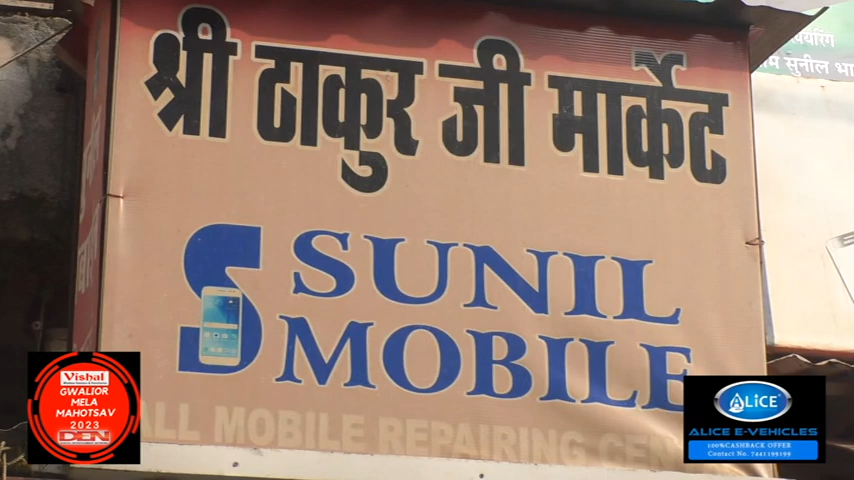 श्री ठाकुर जी मार्केट
SUNIL
MOBILE
ALL MOBILE REPAIRING CEN
यरिंग
सुनील भा
Vishal
GWALIOR
MELA
MAHOTSAV
2023
DEN
ALiCE
ALICE E-VEHICLES
100%CASHBACK OFFER
Contact No. 7441199199